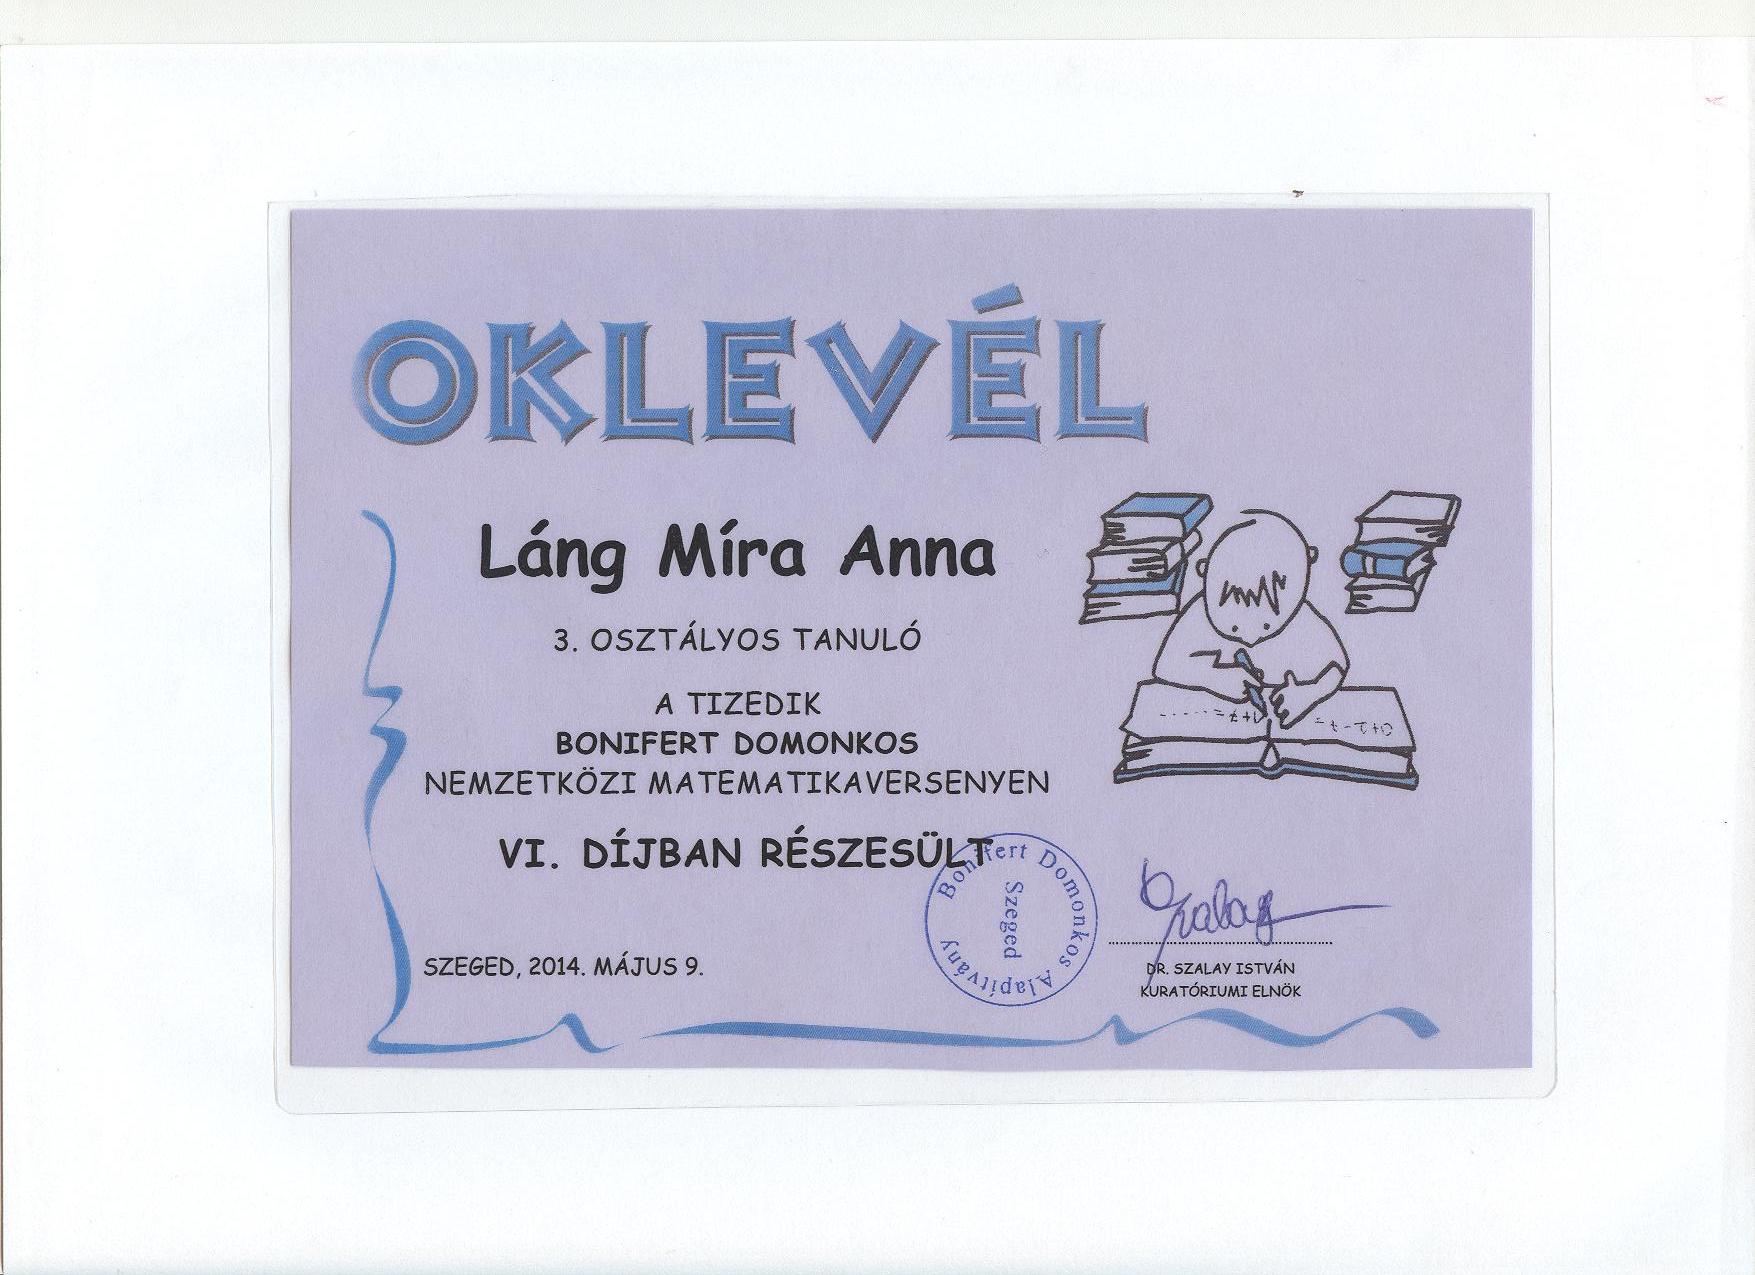 OKLEVÉL
Láng Míra Anna
3. OSZTÁLYOS TANULÓ
A TIZEDIK
BONIFERT DOMONKOS
NEMZETKÖZI MATEMATIKAVERSENYEN
VI. DÍJBAN RÉSZESÜLT
Bonifert Domonkos Alapítvány
Szeged
Szalay
SZEGED, 2014. MÁJUS 9.
DR. SZALAY ISTVÁN
KURATÓRIUMI ELNÖK